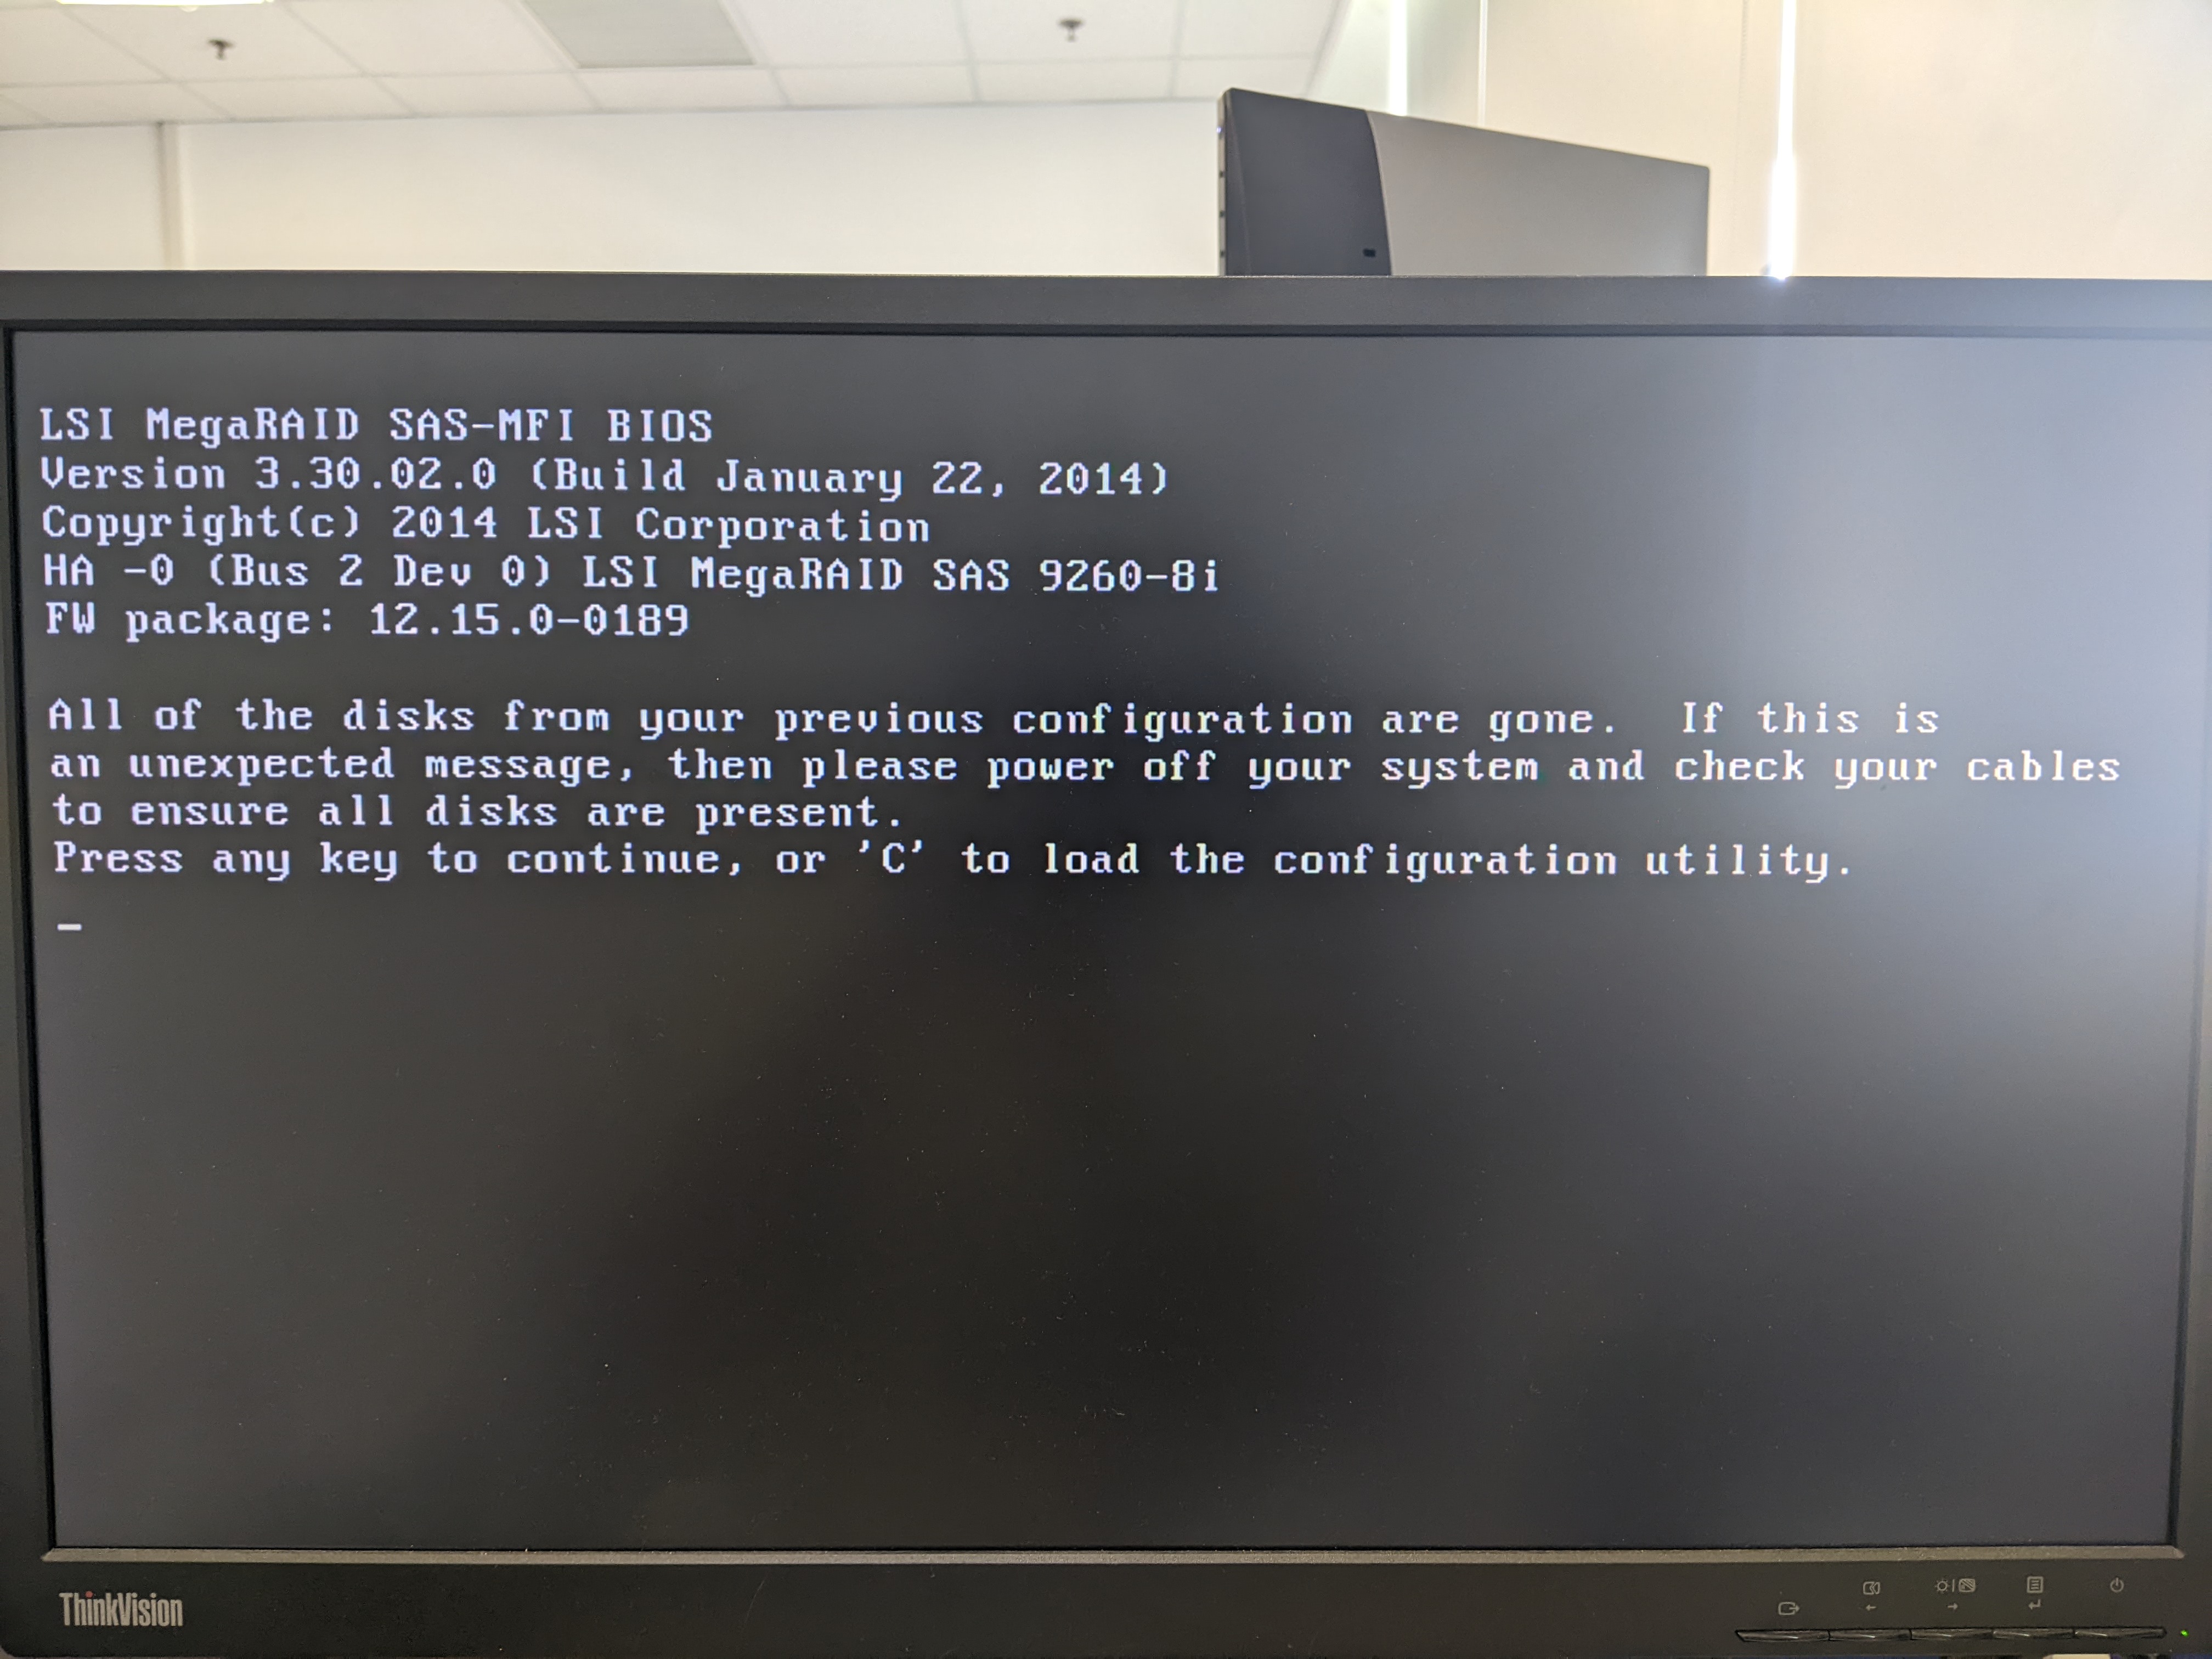 LSI MegaRAID SAS-MFI BIOS
Version 3.30.02.0 (Build January 22, 2014)
Copyright(c) 2014 LSI Corporation
HA -0 (Bus 2 Dev 0) LSI MegaRAID SAS 9260-8i
FW package: 12.15.0-0189
All of the disks from your previous configuration are gone.  If this is
an unexpected message, then please power off your system and check your cables
to ensure all disks are present.
Press any key to continue, or 'C' to load the configuration utility.
_
ThinkVision